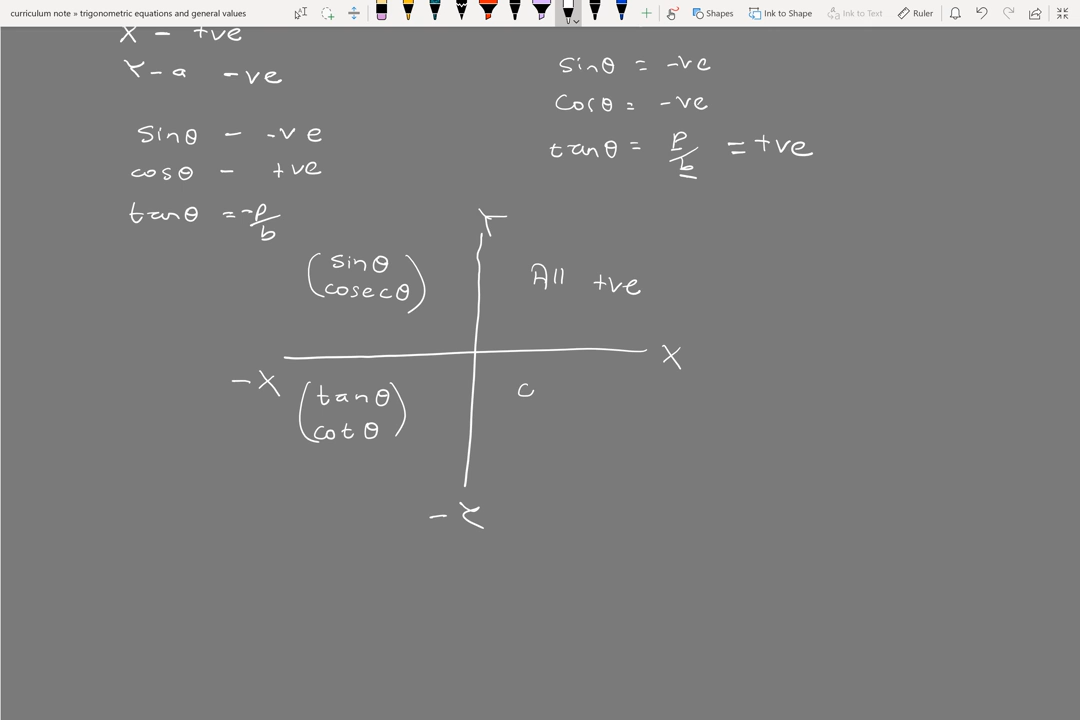 curriculum note » trigonometric equations and general values
Shapes
Ink to Shape
Ink to Text
Ruler
X - +ve
Y - a -ve
sinθ - -ve
cosθ - +ve
tanθ = -p/b
sinθ = -ve
cosθ = -ve
tanθ = P/b = +ve
Y
(sinθ
cosecθ)
All +ve
X
-X
(tanθ
cotθ)
c
-Y